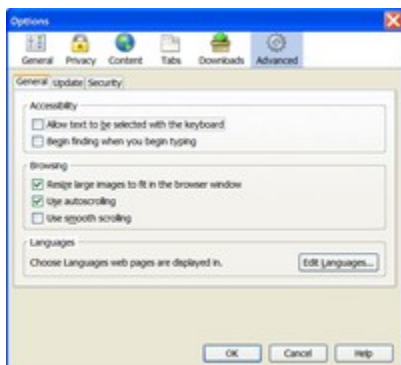 Options
General Privacy Content Tabs Downloads Advanced
General Update Security
Accessibility
Allow text to be selected with the keyboard
Begin finding when you begin typing
Browsing
Resize large images to fit in the browser window
Use autoscrolling
Use smooth scrolling
Languages
Choose Languages web pages are displayed in.
Edit Languages...
OK Cancel Help